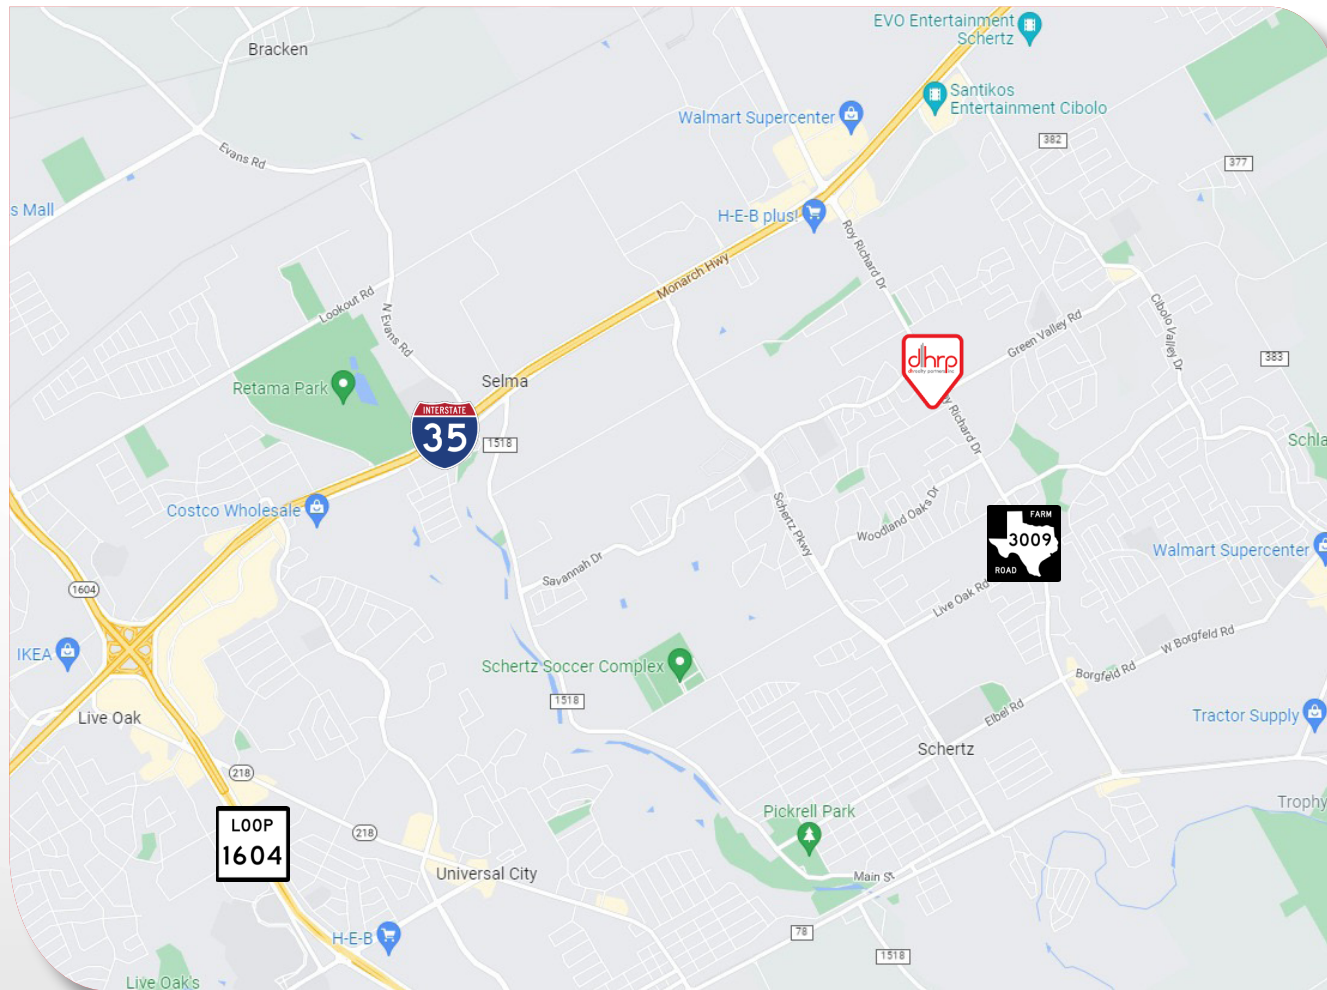 EVO Entertainment
Schertz
Bracken
Santikos
Entertainment Cibolo
Walmart Supercenter
382
Evans Rd
377
s Mall
H-E-B plus!
Roy Richard Dr
Monarch Hwy
Lookout Rd
N Evans Rd
Cibolo Valley Dr
Green Valley Rd
dhrp
383
Retama Park
Selma
y Richard Dr
INTERSTATE
35
1518
Schla
Costco Wholesale
Schertz Pkwy
Woodland Oaks Dr
FARM
3009
ROAD
Walmart Supercenter
Savannah Dr
1604
Live Oak Rd
IKEA
W Borgfeld Rd
Schertz Soccer Complex
Borgfeld Rd
1518
Elbel Rd
Tractor Supply
Live Oak
Schertz
218
Trophy
Pickrell Park
LOOP
1604
218
Universal City
Main St
78
H-E-B
1518
Live Oak's